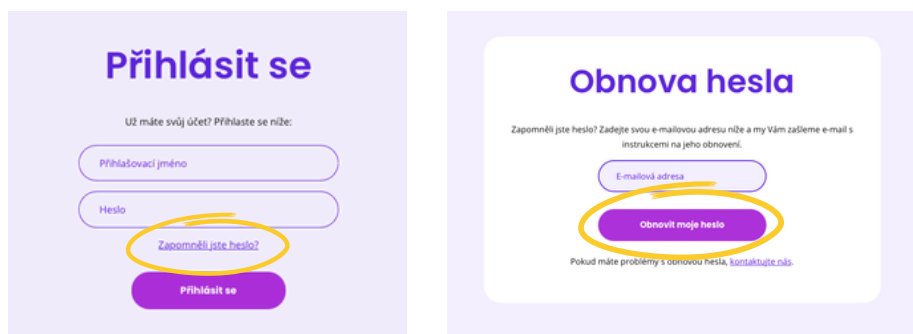 Přihlásit se
Už máte svůj účet? Přihlaste se níže:
Přihlašovací jméno
Heslo
Zapomněli jste heslo?
Přihlásit se
Obnova hesla
Zapomněli jste heslo? Zadejte svou e-mailovou adresu níže a my Vám zašleme e-mail s
instrukcemi na jeho obnovení.
E-mailová adresa
Obnovit moje heslo
Pokud máte problémy s obnovou hesla, kontaktujte nás.